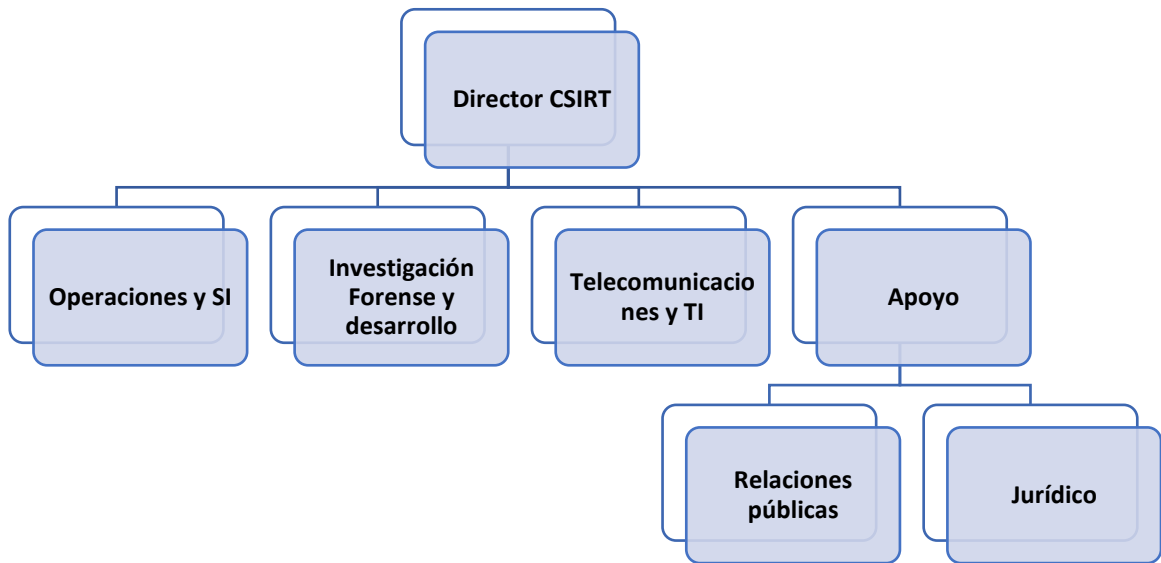 Director CSIRT
Operaciones y SI
Investigación
Forense y
desarrollo
Telecomunicacio
nes y TI
Apoyo
Relaciones
públicas
Jurídico